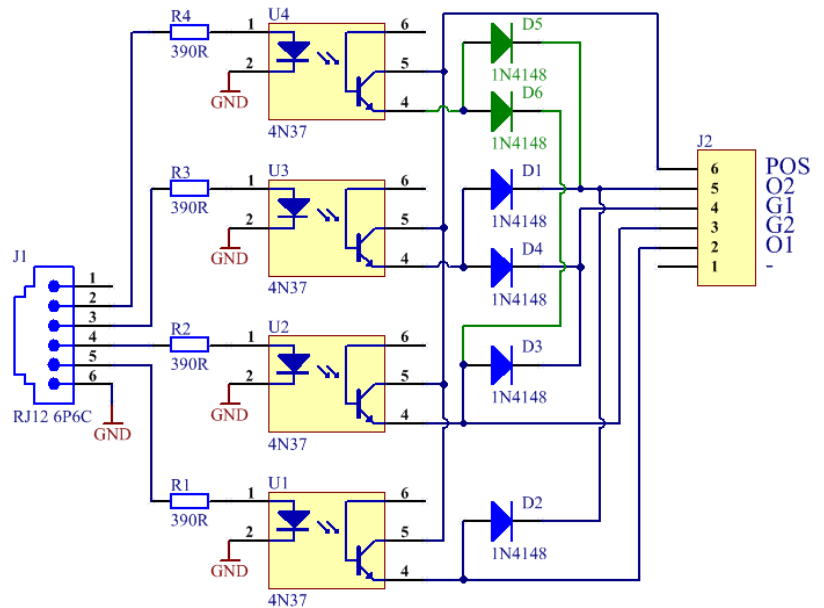 R4
390R
1
2
GND
U4
6
5
4
4N37
D5
1N4148
D6
1N4148
R3
390R
1
2
GND
U3
6
5
4
4N37
D1
1N4148
D4
1N4148
J2
6 POS
5 O2
4 G1
3 G2
2 O1
1 -
J1
1
2
3
4
5
6
RJ12 6P6C
GND
R2
390R
1
2
GND
U2
6
5
4
4N37
D3
1N4148
R1
390R
1
2
GND
U1
6
5
4
4N37
D2
1N4148